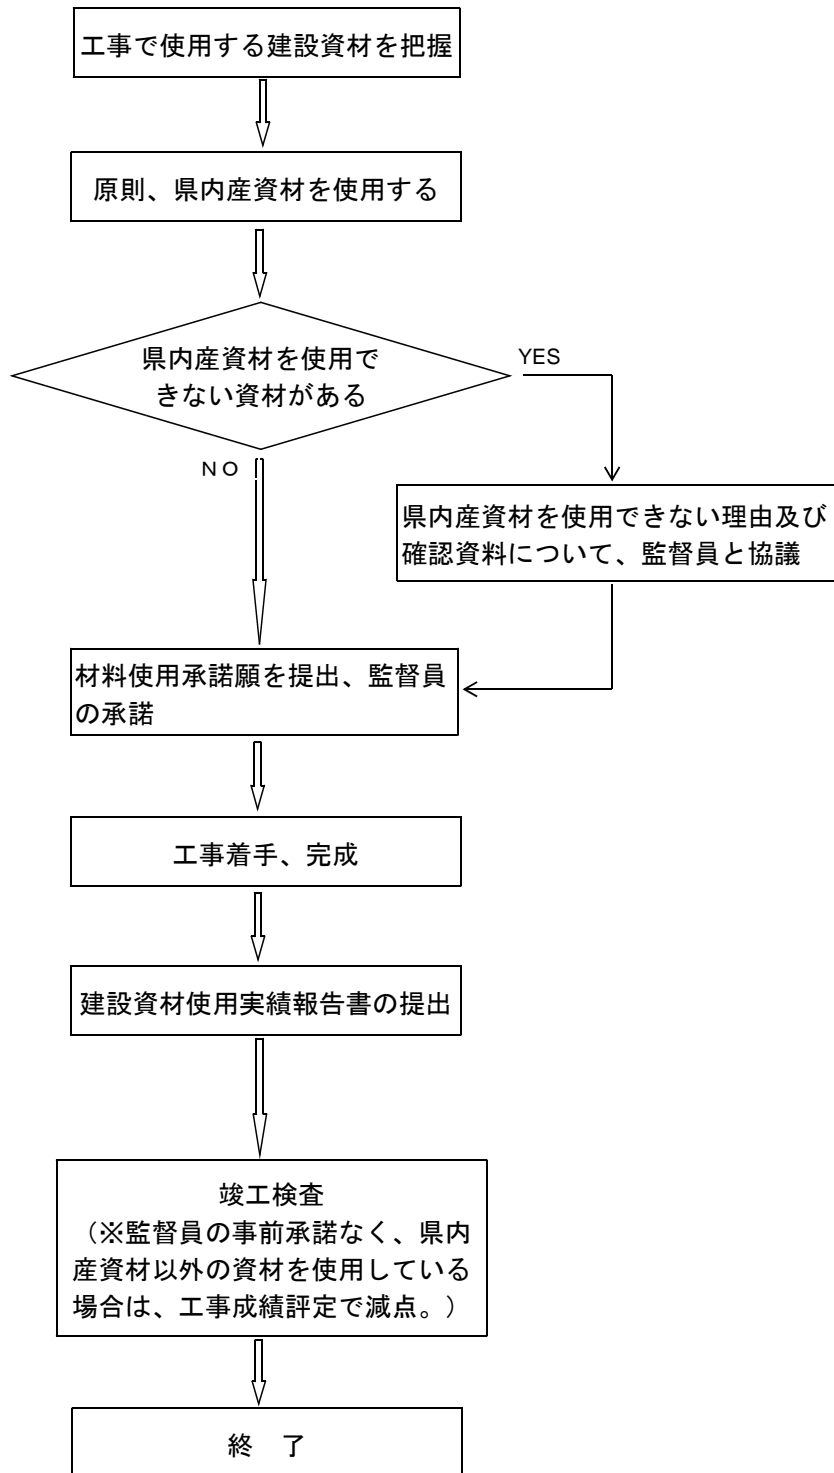 工事で使用する建設資材を把握
原則、県内産資材を使用する
県内産資材を使用で
きない資材がある
YES
ＮＯ
県内産資材を使用できない理由及び
確認資料について、監督員と協議
材料使用承諾願を提出、監督員
の承諾
工事着手、完成
建設資材使用実績報告書の提出
竣工検査
（※監督員の事前承諾なく、県内
産資材以外の資材を使用している
場合は、工事成績評定で減点。）
終　了